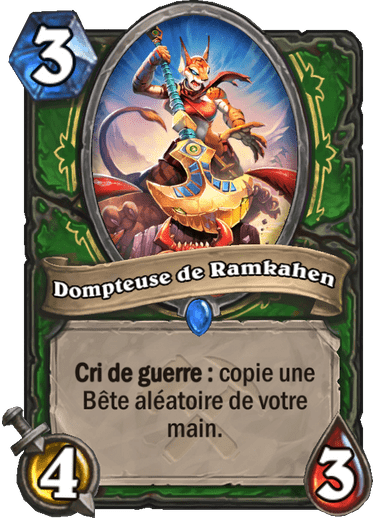 3
Dompteuse de Ramkahen
Cri de guerre : copie une
Bête aléatoire de votre
main.
4
3